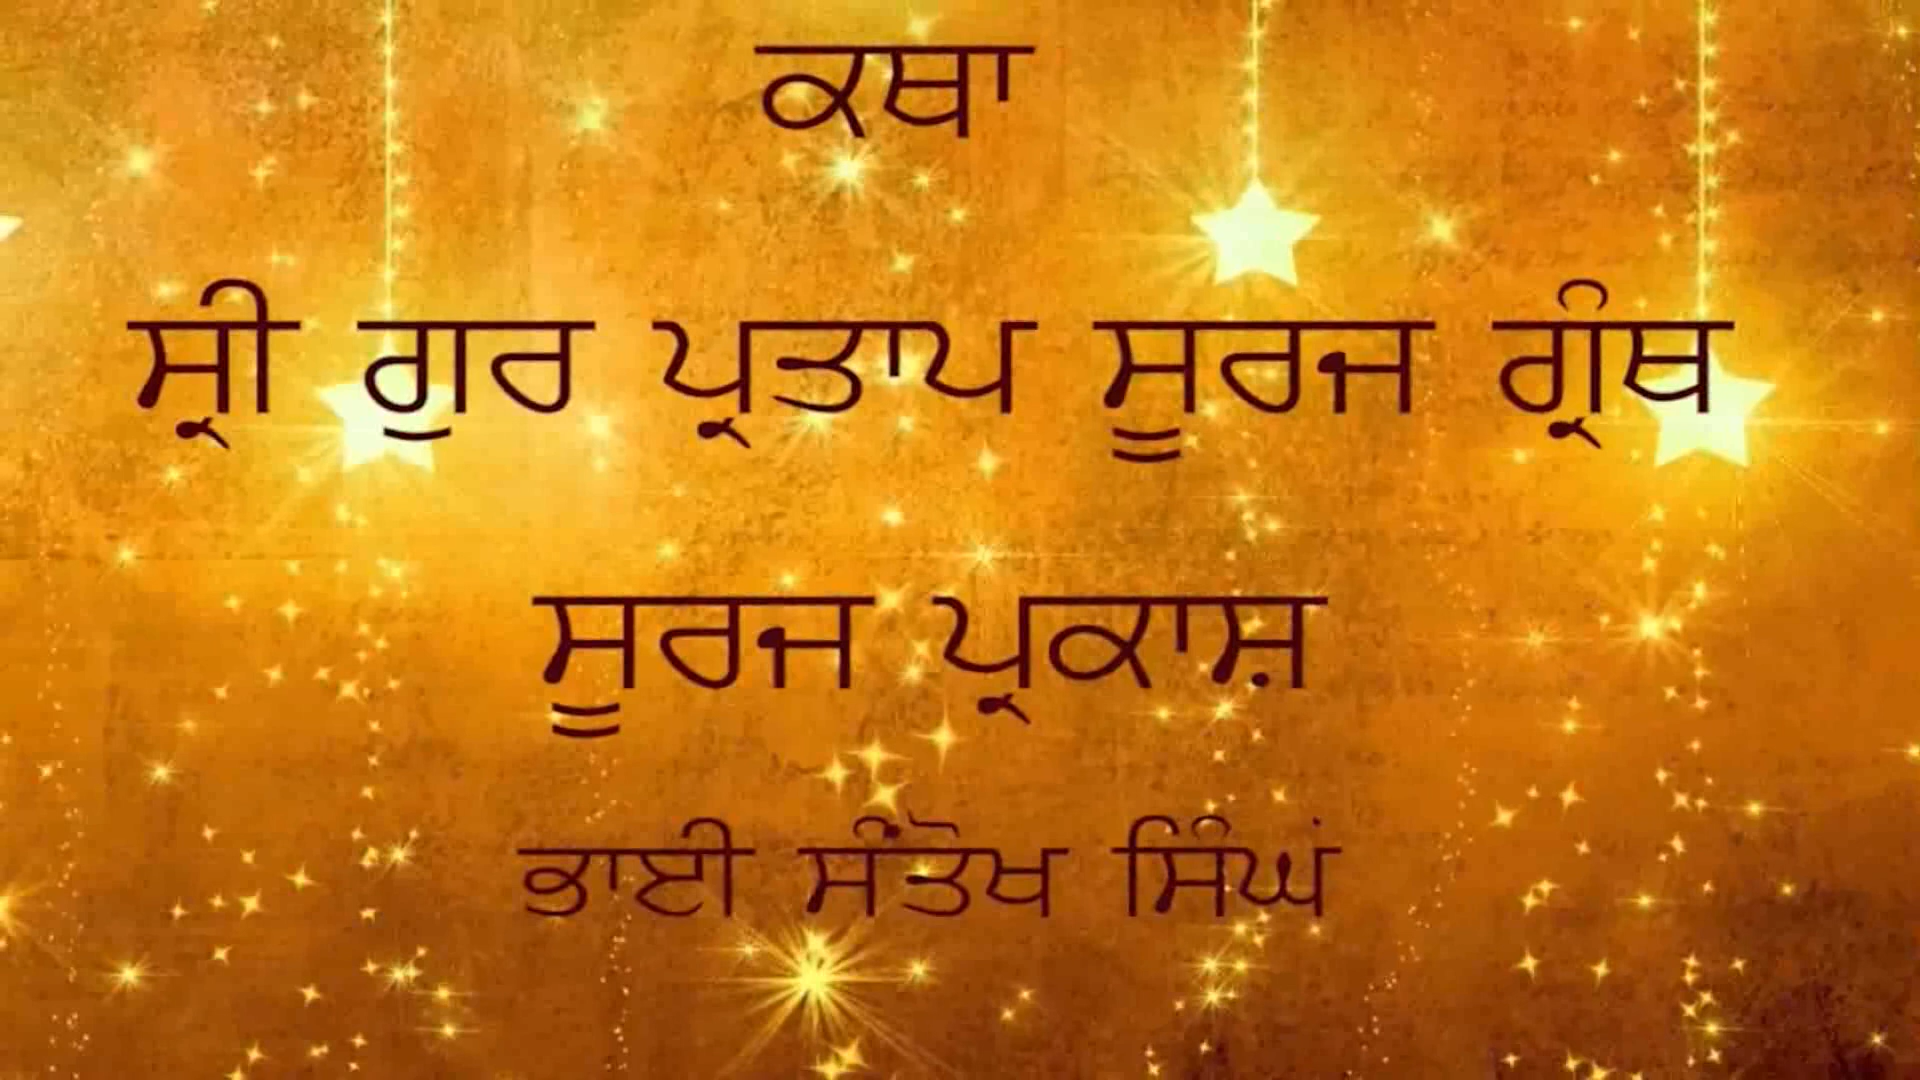 ਕਥਾ
ਸ੍ਰੀ ਗੁਰ ਪ੍ਰਤਾਪ ਸੂਰਜ ਗ੍ਰੰਥ
ਸੂਰਜ ਪ੍ਰਕਾਸ਼
ਭਾਈ ਸੰਤੋਖ ਸਿੰਘਂ